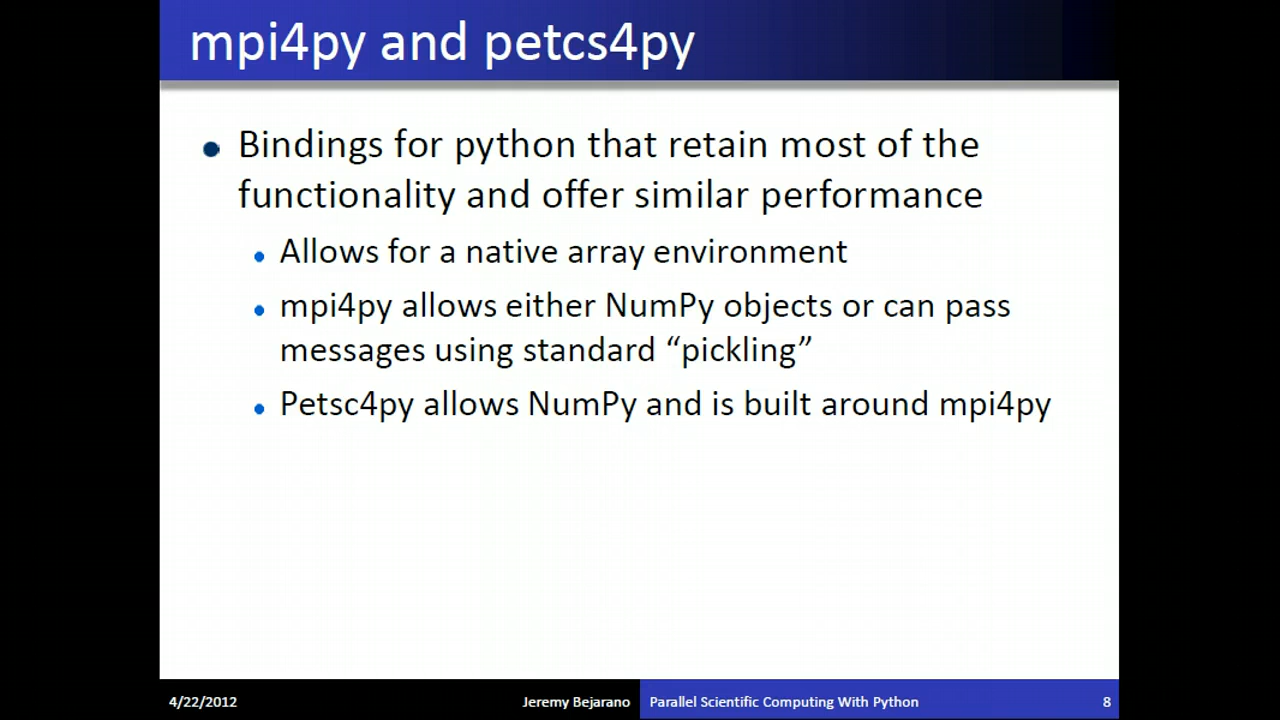 mpi4py and petcs4py
Bindings for python that retain most of the
functionality and offer similar performance
Allows for a native array environment
mpi4py allows either NumPy objects or can pass
messages using standard “pickling”
Petsc4py allows NumPy and is built around mpi4py
4/22/2012 Jeremy Bejarano Parallel Scientific Computing With Python 8